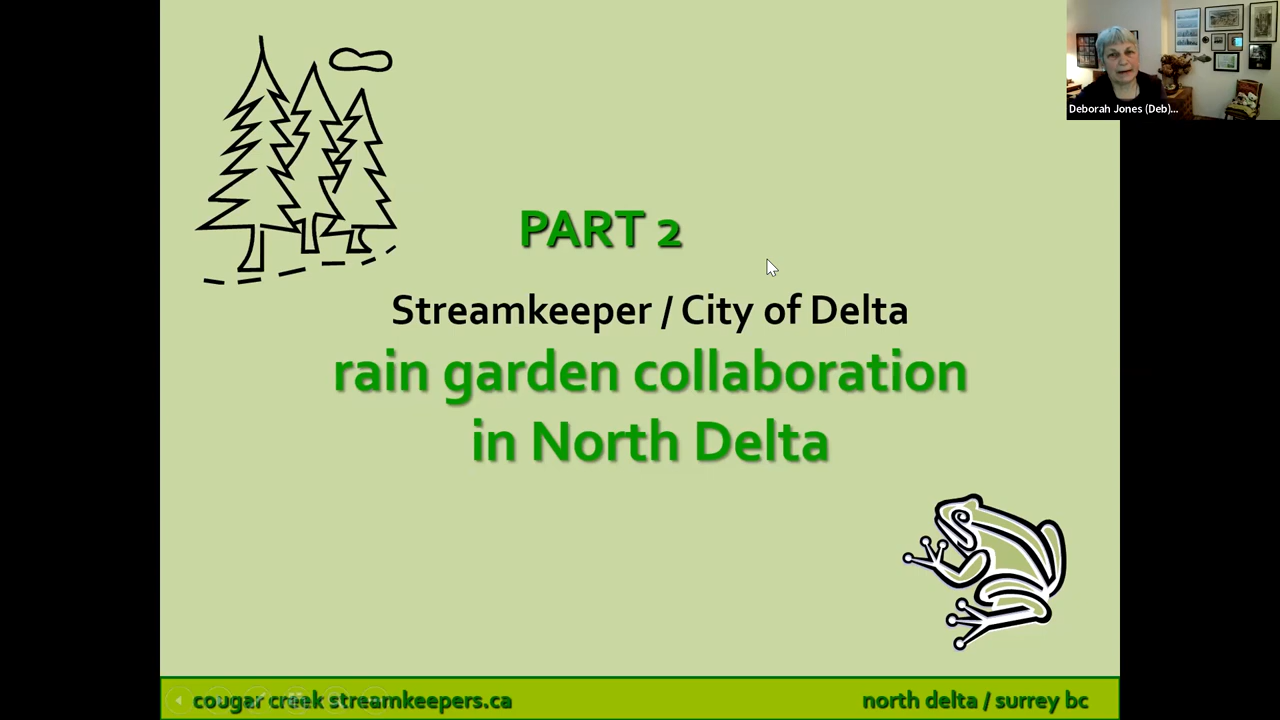 Deborah Jones (Deb)...
PART 2
Streamkeeper / City of Delta
rain garden collaboration
in North Delta
cougar creek streamkeepers.ca
north delta / surrey bc